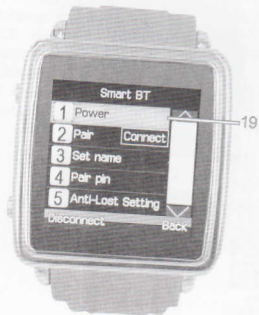 Smart BT
1 Power
19
2 Pair Connect
3 Set name
4 Pair pin
5 Anti-Lost Setting
Disconnect Back